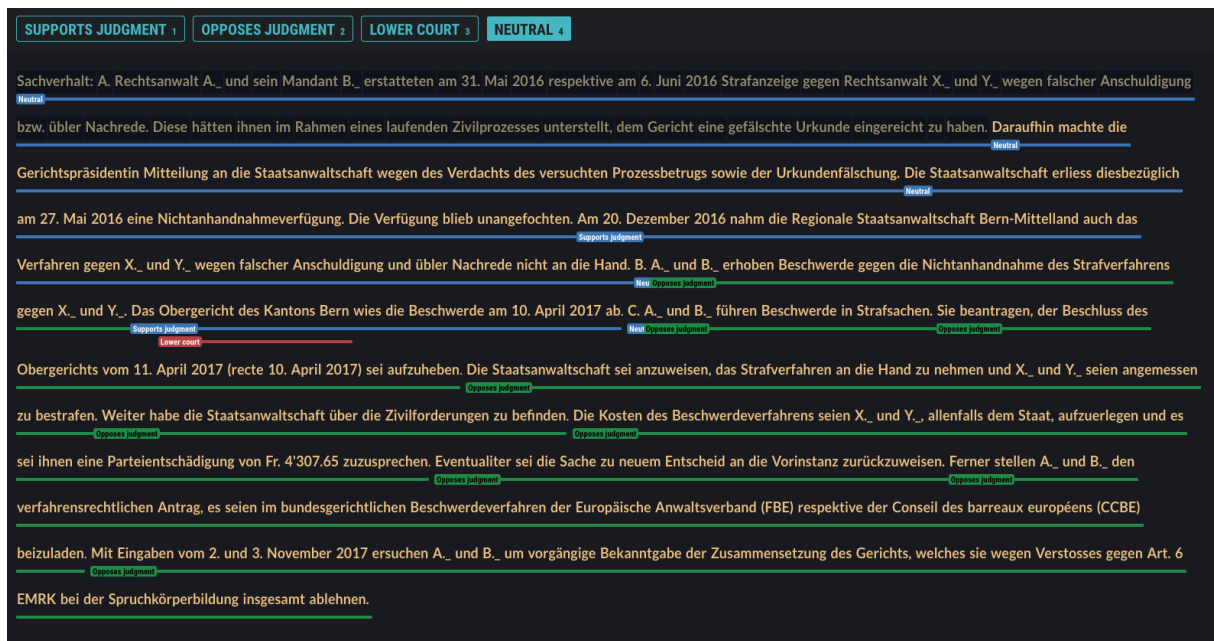 SUPPORTS JUDGMENT 1 OPPOSES JUDGMENT 2 LOWER COURT 3 NEUTRAL 4
Sachverhalt: A. Rechtsanwalt A._ und sein Mandant B._ erstatteten am 31. Mai 2016 respektive am 6. Juni 2016 Strafanzeige gegen Rechtsanwalt X._ und Y._ wegen falscher Anschuldigung
Neutral
bzw. übler Nachrede. Diese hätten ihnen im Rahmen eines laufenden Zivilprozesses unterstellt, dem Gericht eine gefälschte Urkunde eingereicht zu haben. Daraufhin machte die
Neutral
Gerichtspräsidentin Mitteilung an die Staatsanwaltschaft wegen des Verdachts des versuchten Prozessbetrugs sowie der Urkundenfälschung. Die Staatsanwaltschaft erliess diesbezüglich
Neutral
am 27. Mai 2016 eine Nichtanhandnahmeverfügung. Die Verfügung blieb unangefochten. Am 20. Dezember 2016 nahm die Regionale Staatsanwaltschaft Bern-Mittelland auch das
Supports judgment
Verfahren gegen X._ und Y._ wegen falscher Anschuldigung und übler Nachrede nicht an die Hand. B. A._ und B._ erhoben Beschwerde gegen die Nichtanhandnahme des Strafverfahrens
Neu Opposes judgment
gegen X._ und Y._. Das Obergericht des Kantons Bern wies die Beschwerde am 10. April 2017 ab. C. A._ und B._ führen Beschwerde in Strafsachen. Sie beantragen, der Beschluss des
Supports judgment Neut Opposes judgment Opposes judgment
Lower court
Obergerichts vom 11. April 2017 (recte 10. April 2017) sei aufzuheben. Die Staatsanwaltschaft sei anzuweisen, das Strafverfahren an die Hand zu nehmen und X._ und Y._ seien angemessen
Opposes judgment
zu bestrafen. Weiter habe die Staatsanwaltschaft über die Zivilforderungen zu befinden. Die Kosten des Beschwerdeverfahrens seien X._ und Y._, allenfalls dem Staat, aufzuerlegen und es
Opposes judgment Opposes judgment
sei ihnen eine Parteientschädigung von Fr. 4'307.65 zuzusprechen. Eventualiter sei die Sache zu neuem Entscheid an die Vorinstanz zurückzuweisen. Ferner stellen A._ und B._ den
Opposes judgment Opposes judgment
verfahrensrechtlichen Antrag, es seien im bundesgerichtlichen Beschwerdeverfahren der Europäische Anwaltsverband (FBE) respektive der Conseil des barreaux européens (CCBE)
beizuladen. Mit Eingaben vom 2. und 3. November 2017 ersuchen A._ und B._ um vorgängige Bekanntgabe der Zusammensetzung des Gerichts, welches sie wegen Verstosses gegen Art. 6
Opposes judgment
EMRK bei der Spruchkörperbildung insgesamt ablehnen.